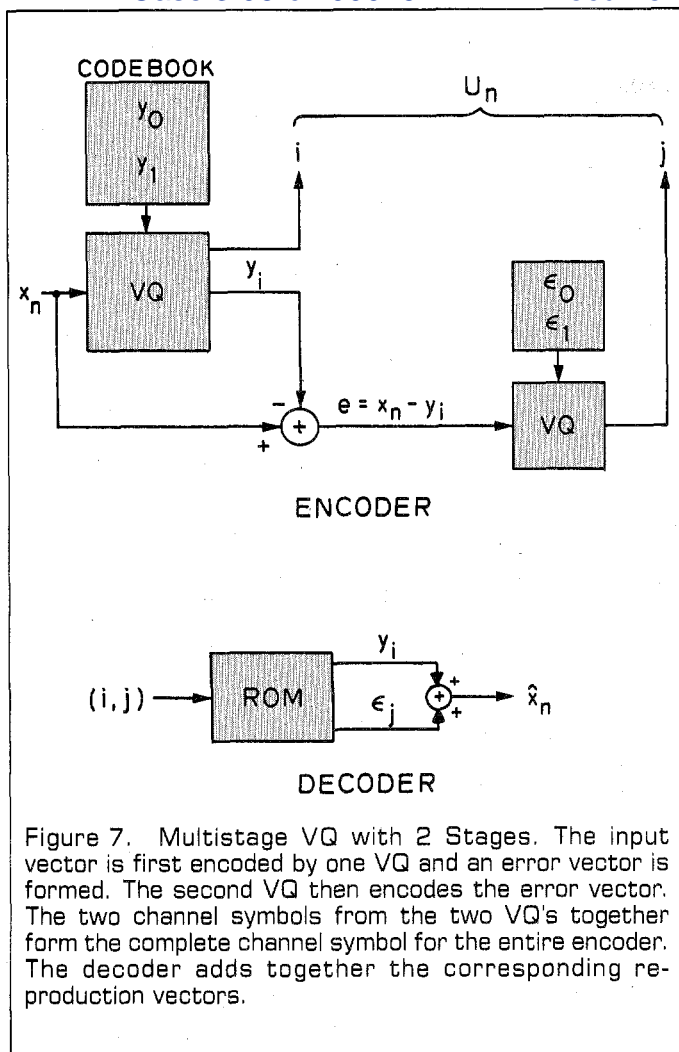 CODEBOOK
y₀
y₁
Uₙ
i
j
xₙ
VQ
yᵢ
ϵ₀
ϵ₁
VQ
−
+
+
e = xₙ - yᵢ
ENCODER
(i, j)
ROM
yᵢ
ϵⱼ
+
+
+
x̂ₙ
DECODER
Figure 7. Multistage VQ with 2 Stages. The input
vector is first encoded by one VQ and an error vector is
formed. The second VQ then encodes the error vector.
The two channel symbols from the two VQ's together
form the complete channel symbol for the entire encoder.
The decoder adds together the corresponding re-
production vectors.